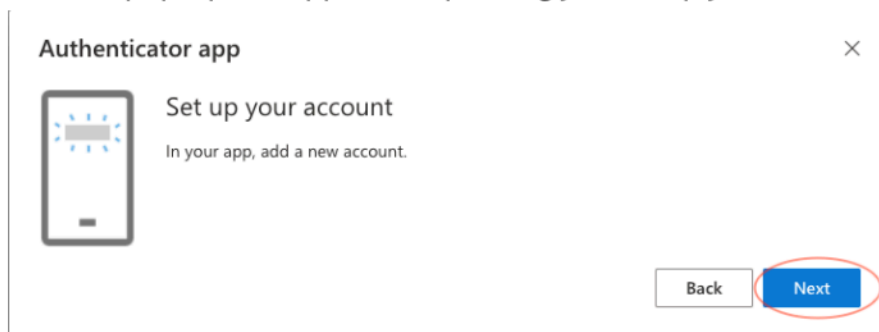 Authenticator app
Set up your account
In your app, add a new account.
Back
Next